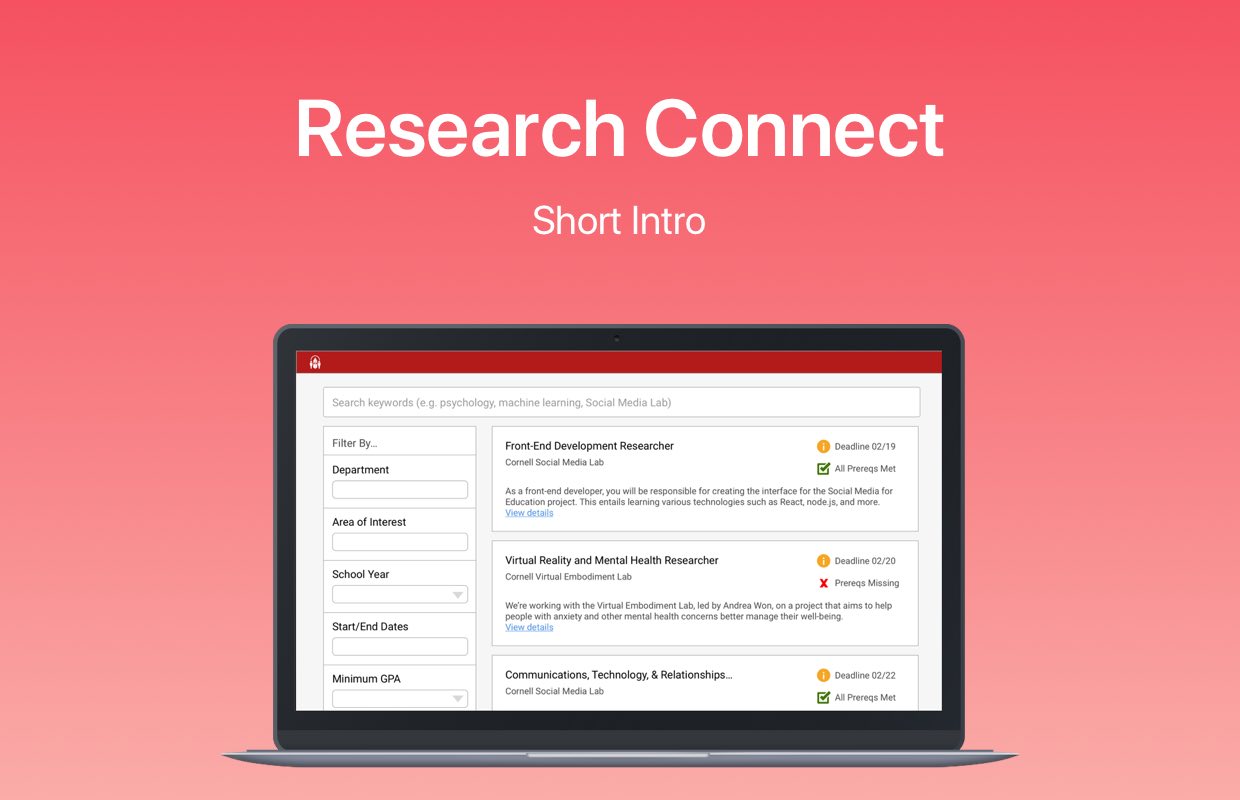 Research Connect
Short Intro
Search keywords (e.g. psychology, machine learning, Social Media Lab)
Filter By...
Department
Area of Interest
School Year
Start/End Dates
Minimum GPA
Front-End Development Researcher
Deadline 02/19
Cornell Social Media Lab
All Prereqs Met
As a front-end developer, you will be responsible for creating the interface for the Social Media for
Education project. This entails learning various technologies such as React, node.js, and more.
View details
Virtual Reality and Mental Health Researcher
Deadline 02/20
Cornell Virtual Embodiment Lab
Prereqs Missing
We're working with the Virtual Embodiment Lab, led by Andrea Won, on a project that aims to help
people with anxiety and other mental health concerns better manage their well-being.
View details
Communications, Technology, & Relationships...
Deadline 02/22
Cornell Social Media Lab
All Prereqs Met